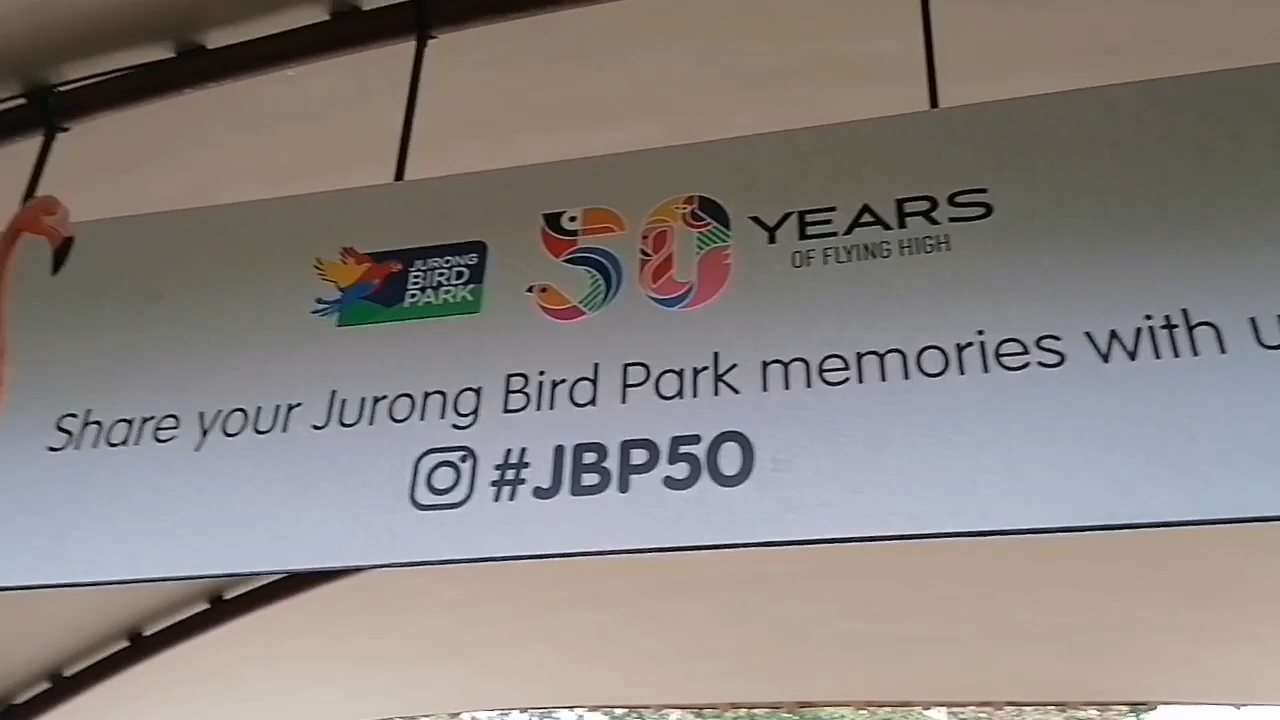 JURONG
BIRD
PARK
50 YEARS
OF FLYING HIGH
Share your Jurong Bird Park memories with u
#JBP50